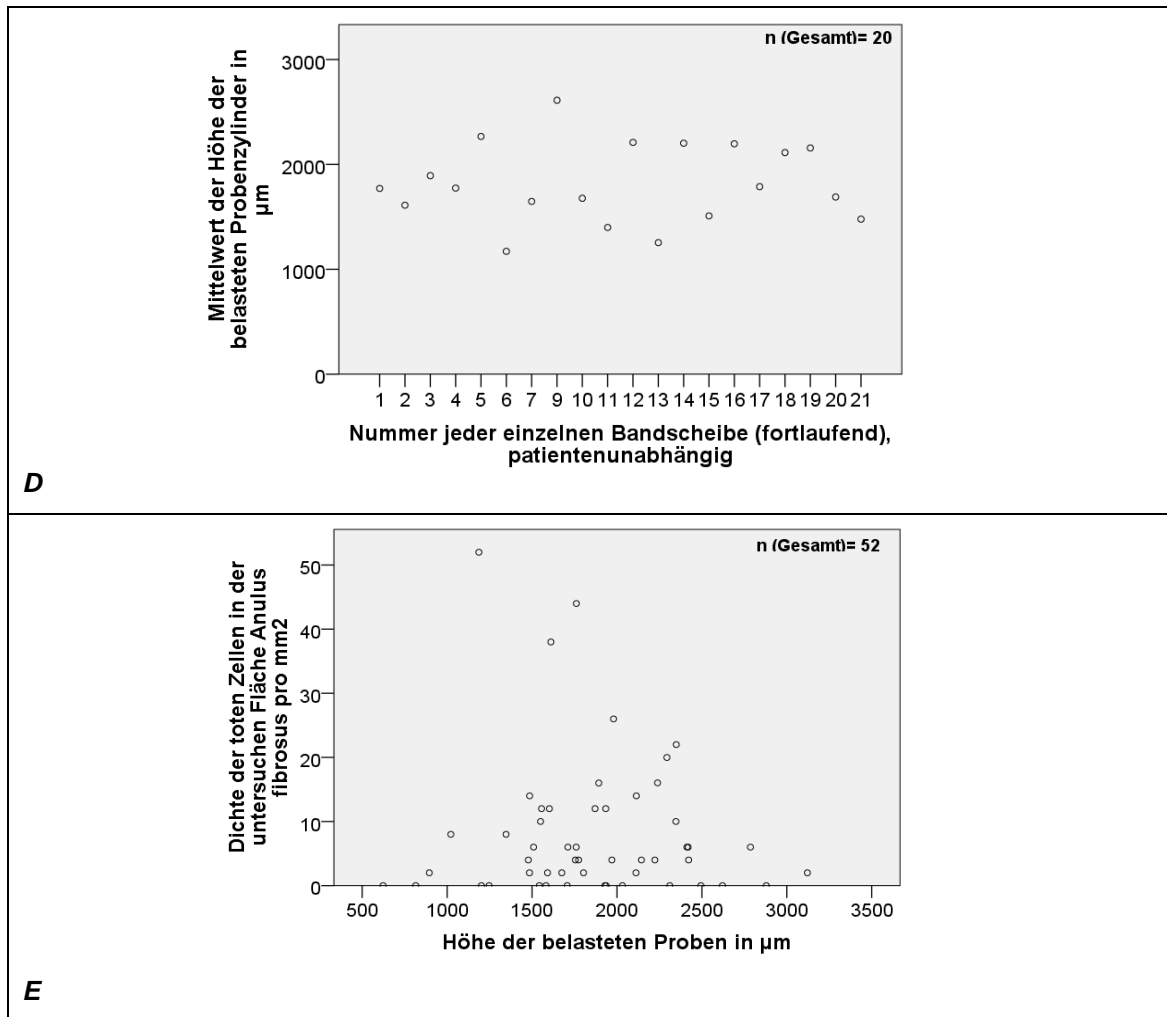 n (Gesamt)= 20
Mittelwert der Höhe der
belasteten Probenzylinder in
µm
3000
2000
1000
0
1 2 3 4 5 6 7 9 10 11 12 13 14 15 16 17 18 19 20 21
Nummer jeder einzelnen Bandscheibe (fortlaufend),
patientenunabhängig
D
n (Gesamt)= 52
Dichte der toten Zellen in der
untersuchen Fläche Anulus
fibrosus pro mm2
50
40
30
20
10
0
500 1000 1500 2000 2500 3000 3500
Höhe der belasteten Proben in µm
E